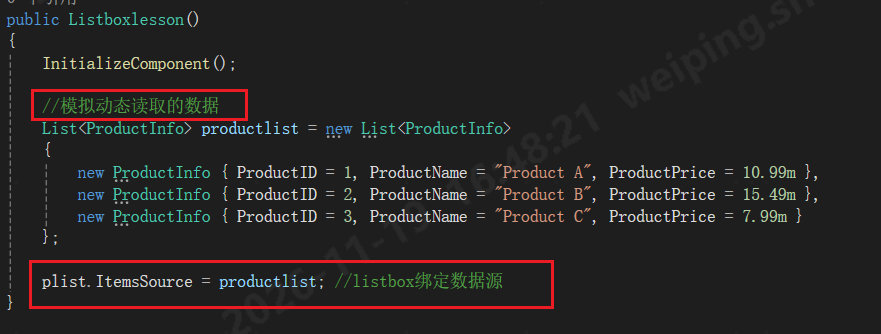 public Listboxlesson()
{
InitializeComponent();
//模拟动态读取的数据
List<ProductInfo> productlist = new List<ProductInfo>
{
new ProductInfo { ProductID = 1, ProductName = "Product A", ProductPrice = 10.99m },
new ProductInfo { ProductID = 2, ProductName = "Product B", ProductPrice = 15.49m },
new ProductInfo { ProductID = 3, ProductName = "Product C", ProductPrice = 7.99m }
};
plist.ItemsSource = productlist; //listbox绑定数据源
}